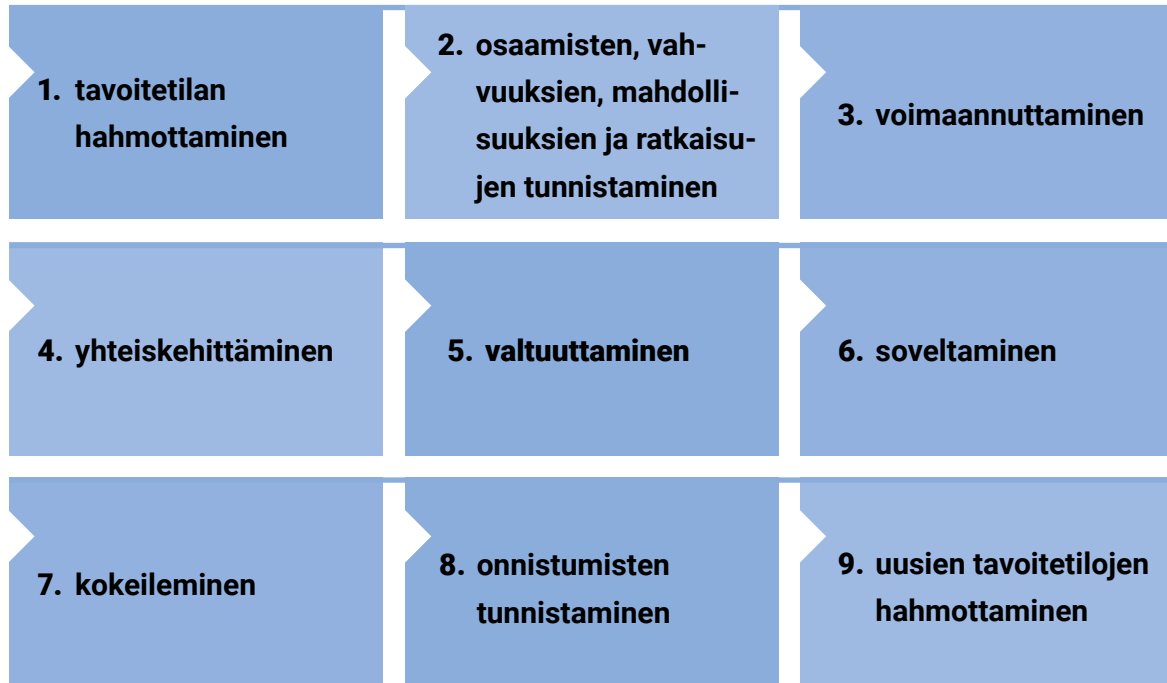 1. tavoitetilan
hahmottaminen
2. osaamisten, vah-
vuuksien, mahdolli-
suuksien ja ratkaisu-
jen tunnistaminen
3. voimaannuttaminen
4. yhteiskehittäminen
5. valtuuttaminen
6. soveltaminen
7. kokeileminen
8. onnistumisten
tunnistaminen
9. uusien tavoitetilojen
hahmottaminen